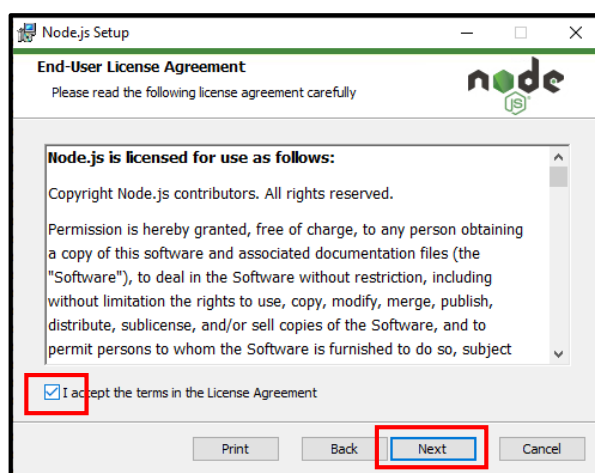 Node.js Setup
End-User License Agreement
Please read the following license agreement carefully
node
JS
Node.js is licensed for use as follows:
Copyright Node.js contributors. All rights reserved.
Permission is hereby granted, free of charge, to any person obtaining
a copy of this software and associated documentation files (the
"Software"), to deal in the Software without restriction, including
without limitation the rights to use, copy, modify, merge, publish,
distribute, sublicense, and/or sell copies of the Software, and to
permit persons to whom the Software is furnished to do so, subject
I accept the terms in the License Agreement
Print Back Next Cancel